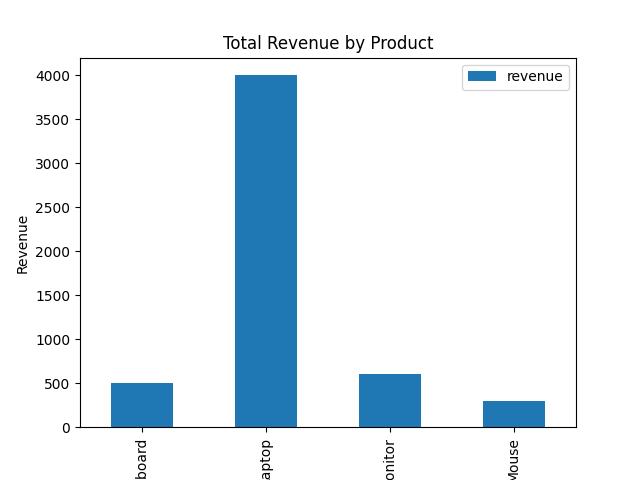 Total Revenue by Product
revenue
Revenue
4000
3500
3000
2500
2000
1500
1000
500
0
board
aptop
onitor
Mouse